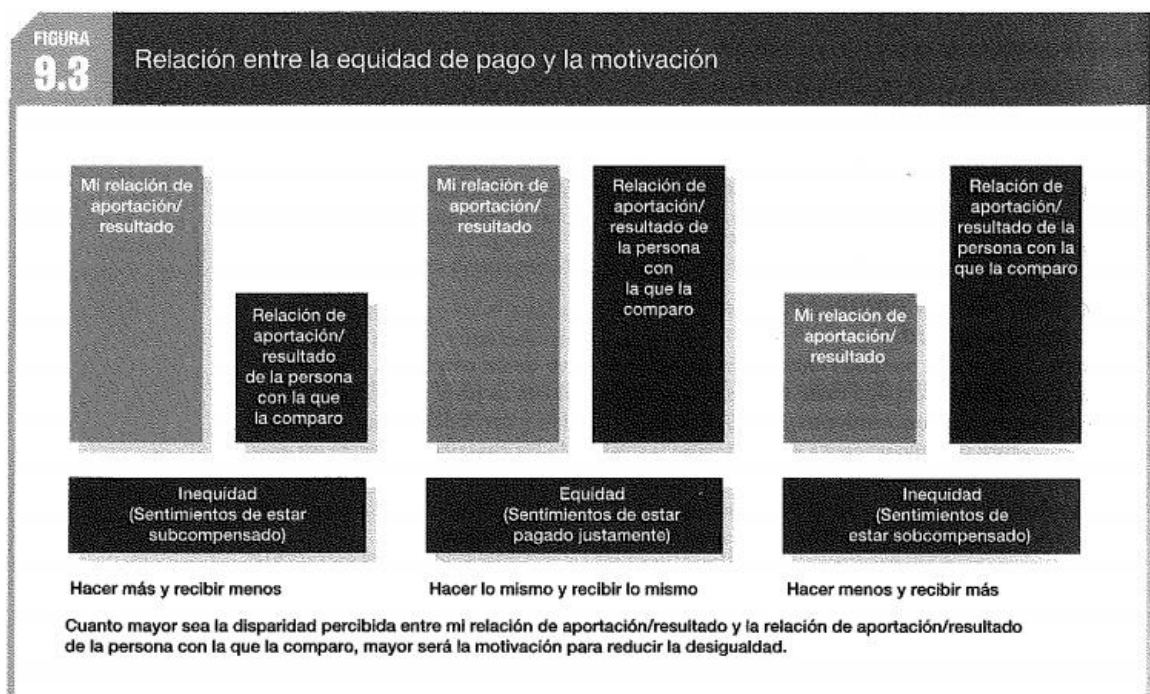 FIGURA
9.3
Relación entre la equidad de pago y la motivación
Mi relación de
aportación/
resultado
Relación de
aportación/
resultado
de la persona
con la que
la comparo
Mi relación de
aportación/
resultado
Relación de
aportación/
resultado de
la persona
con
la que la
comparo
Mi relación de
aportación/
resultado
Relación de
aportación/
resultado de la
persona con la
que la comparo
Inequidad
(Sentimientos de estar
subcompensado)
Equidad
(Sentimientos de estar
pagado justamente)
Inequidad
(Sentimientos de
estar sobcompensado)
Hacer más y recibir menos
Hacer lo mismo y recibir lo mismo
Hacer menos y recibir más
Cuanto mayor sea la disparidad percibida entre mi relación de aportación/resultado y la relación de aportación/resultado
de la persona con la que la comparo, mayor será la motivación para reducir la desigualdad.